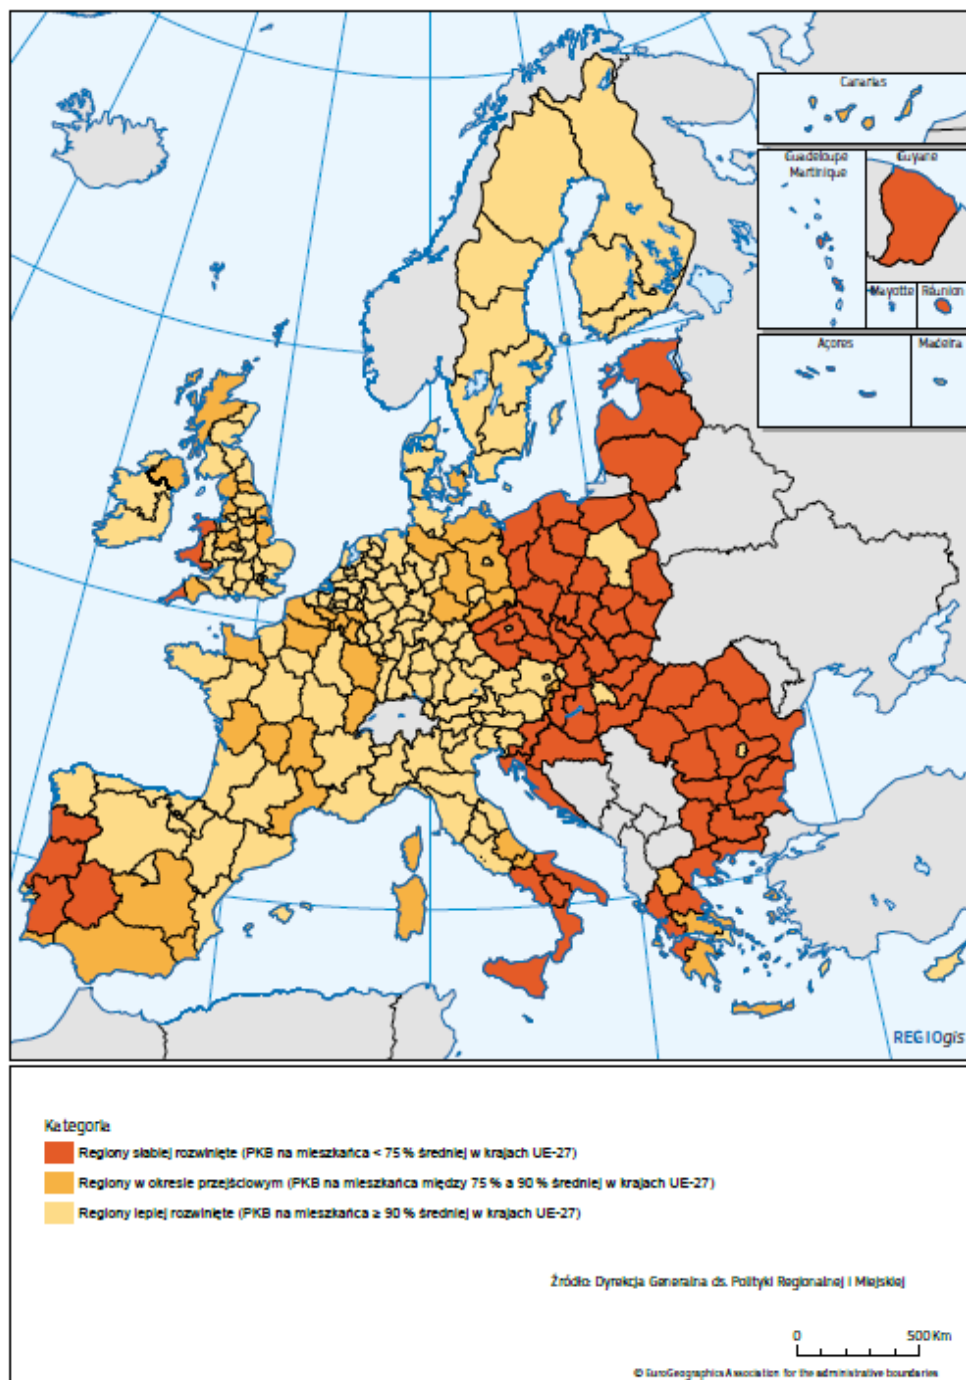 Canarias
Guadeloupe
Martinique
Guyane
Mayotte
Réunion
Açores
Madeira
REGIOgis
Kategoria
Regiony słabiej rozwinięte (PKB na mieszkańca < 75 % średniej w krajach UE-27)
Regiony w okresie przejściowym (PKB na mieszkańca między 75 % a 90 % średniej w krajach UE-27)
Regiony lepiej rozwinięte (PKB na mieszkańca ≥ 90 % średniej w krajach UE-27)
Źródło: Dyrekcja Generalna ds. Polityki Regionalnej i Miejskiej
0 500 Km
© EuroGeographics Association for the administrative boundaries